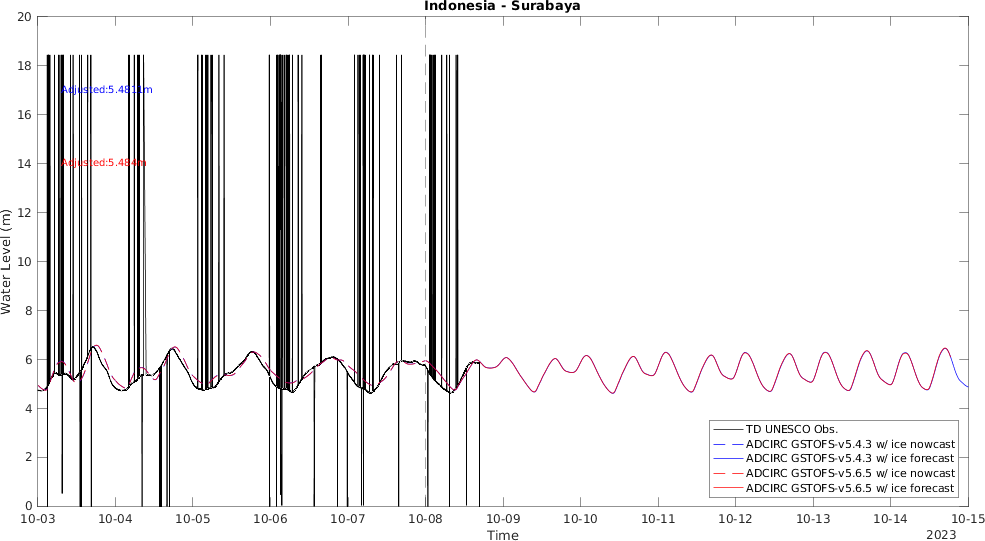 Indonesia - Surabaya
20
18
16
14
12
10
8
6
4
2
0
Water Level (m)
Adjusted:5.4811m
Adjusted:5.484m
TD UNESCO Obs.
ADCIRC GSTOFS-v5.4.3 w/ ice nowcast
ADCIRC GSTOFS-v5.4.3 w/ ice forecast
ADCIRC GSTOFS-v5.6.5 w/ ice nowcast
ADCIRC GSTOFS-v5.6.5 w/ ice forecast
10-03 10-04 10-05 10-06 10-07 10-08 10-09 10-10 10-11 10-12 10-13 10-14 10-15
Time
2023